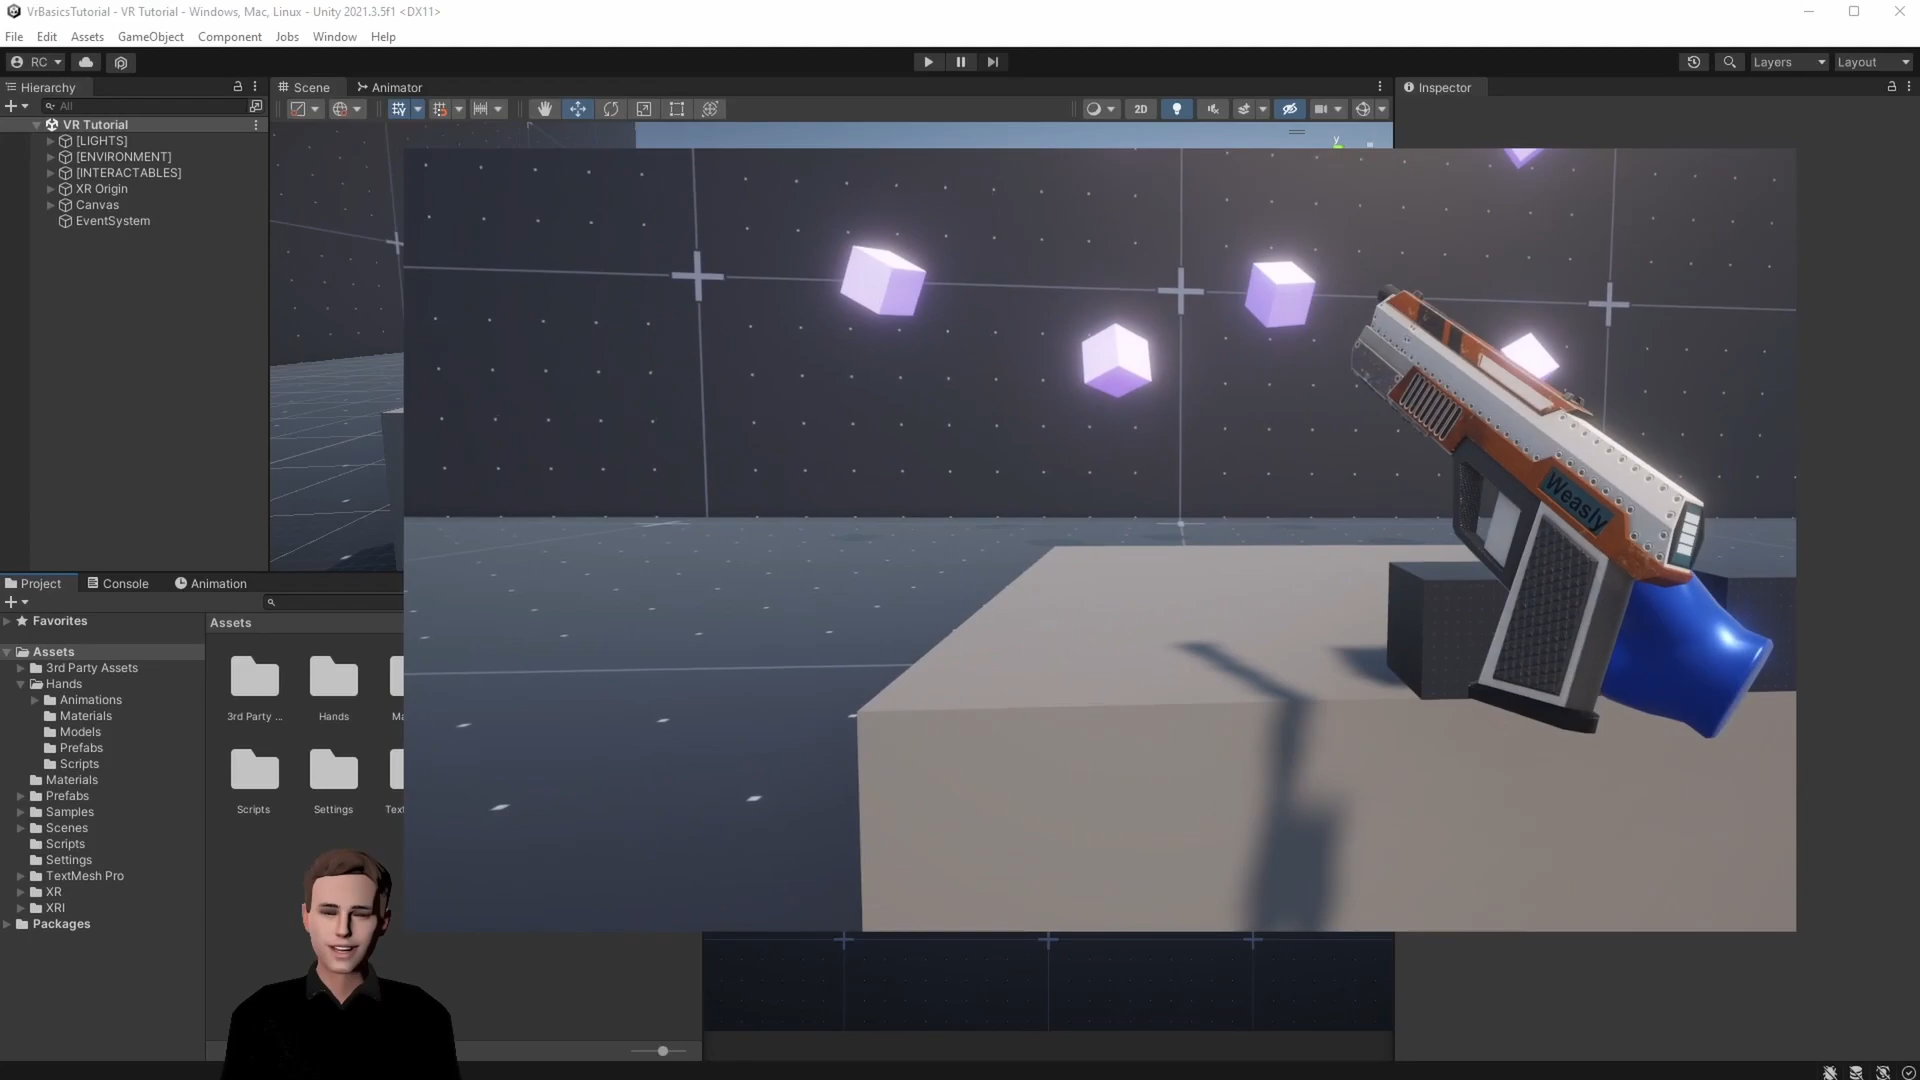 VrBasicsTutorial - VR Tutorial - Windows, Mac, Linux - Unity 2021.3.5f1 <DX11>
File Edit Assets GameObject Component Jobs Window Help
RC Layers Layout
Hierarchy Scene Animator Inspector
All 2D
VR Tutorial
[LIGHTS]
[ENVIRONMENT]
[INTERACTABLES]
XR Origin
Canvas
EventSystem
y
Weasly
Project Console Animation
Favorites
Assets
3rd Party Assets
Hands
Animations
Materials
Models
Prefabs
Scripts
Materials
Prefabs
Samples
Scenes
Scripts
Settings
TextMesh Pro
XR
XRI
Packages
Assets
3rd Party ... Hands
Scripts Settings